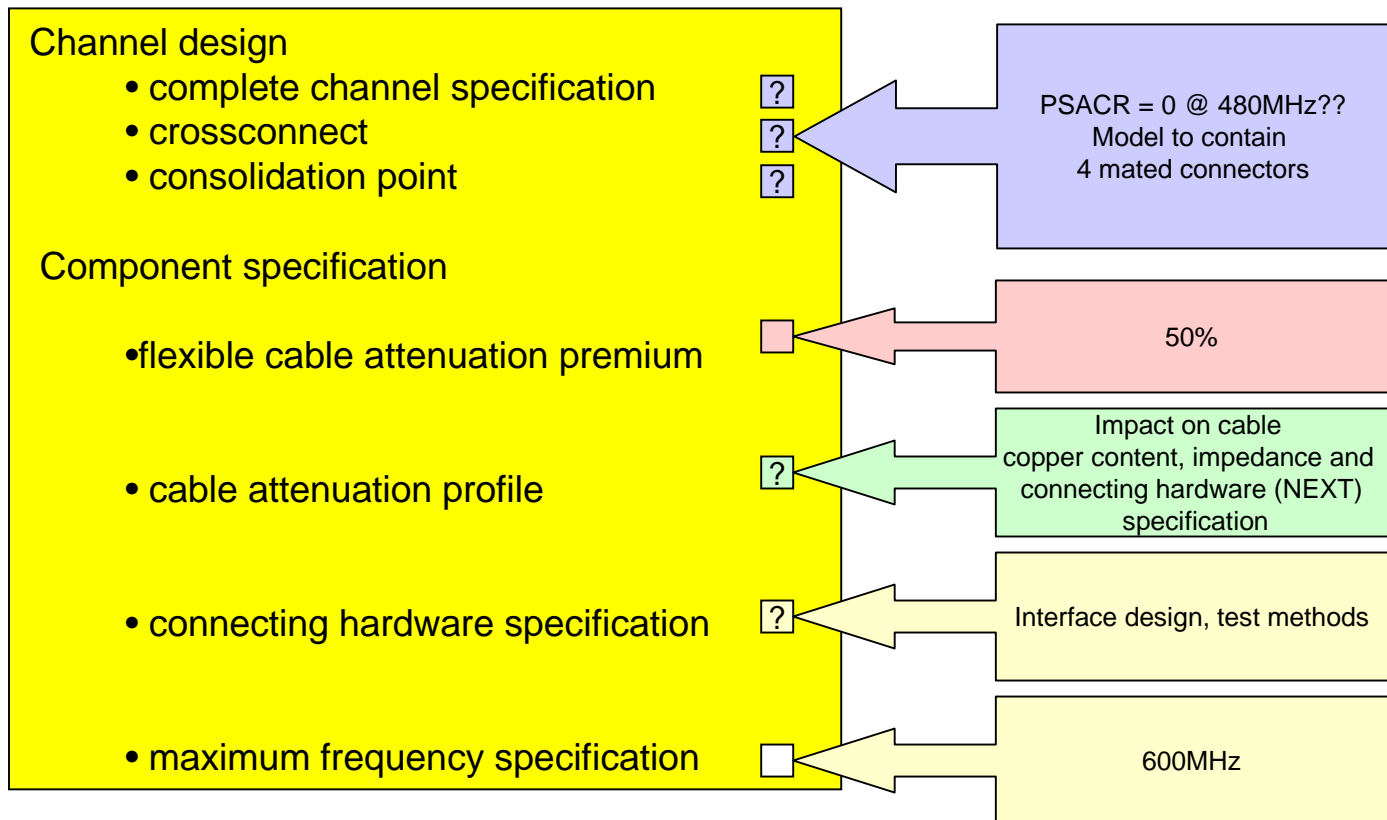 Channel design
• complete channel specification
?
• crossconnect
?
• consolidation point
?
PSACR = 0 @ 480MHz??
Model to contain
4 mated connectors
Component specification
•flexible cable attenuation premium
50%
• cable attenuation profile
?
Impact on cable
copper content, impedance and
connecting hardware (NEXT)
specification
• connecting hardware specification
?
Interface design, test methods
• maximum frequency specification
600MHz